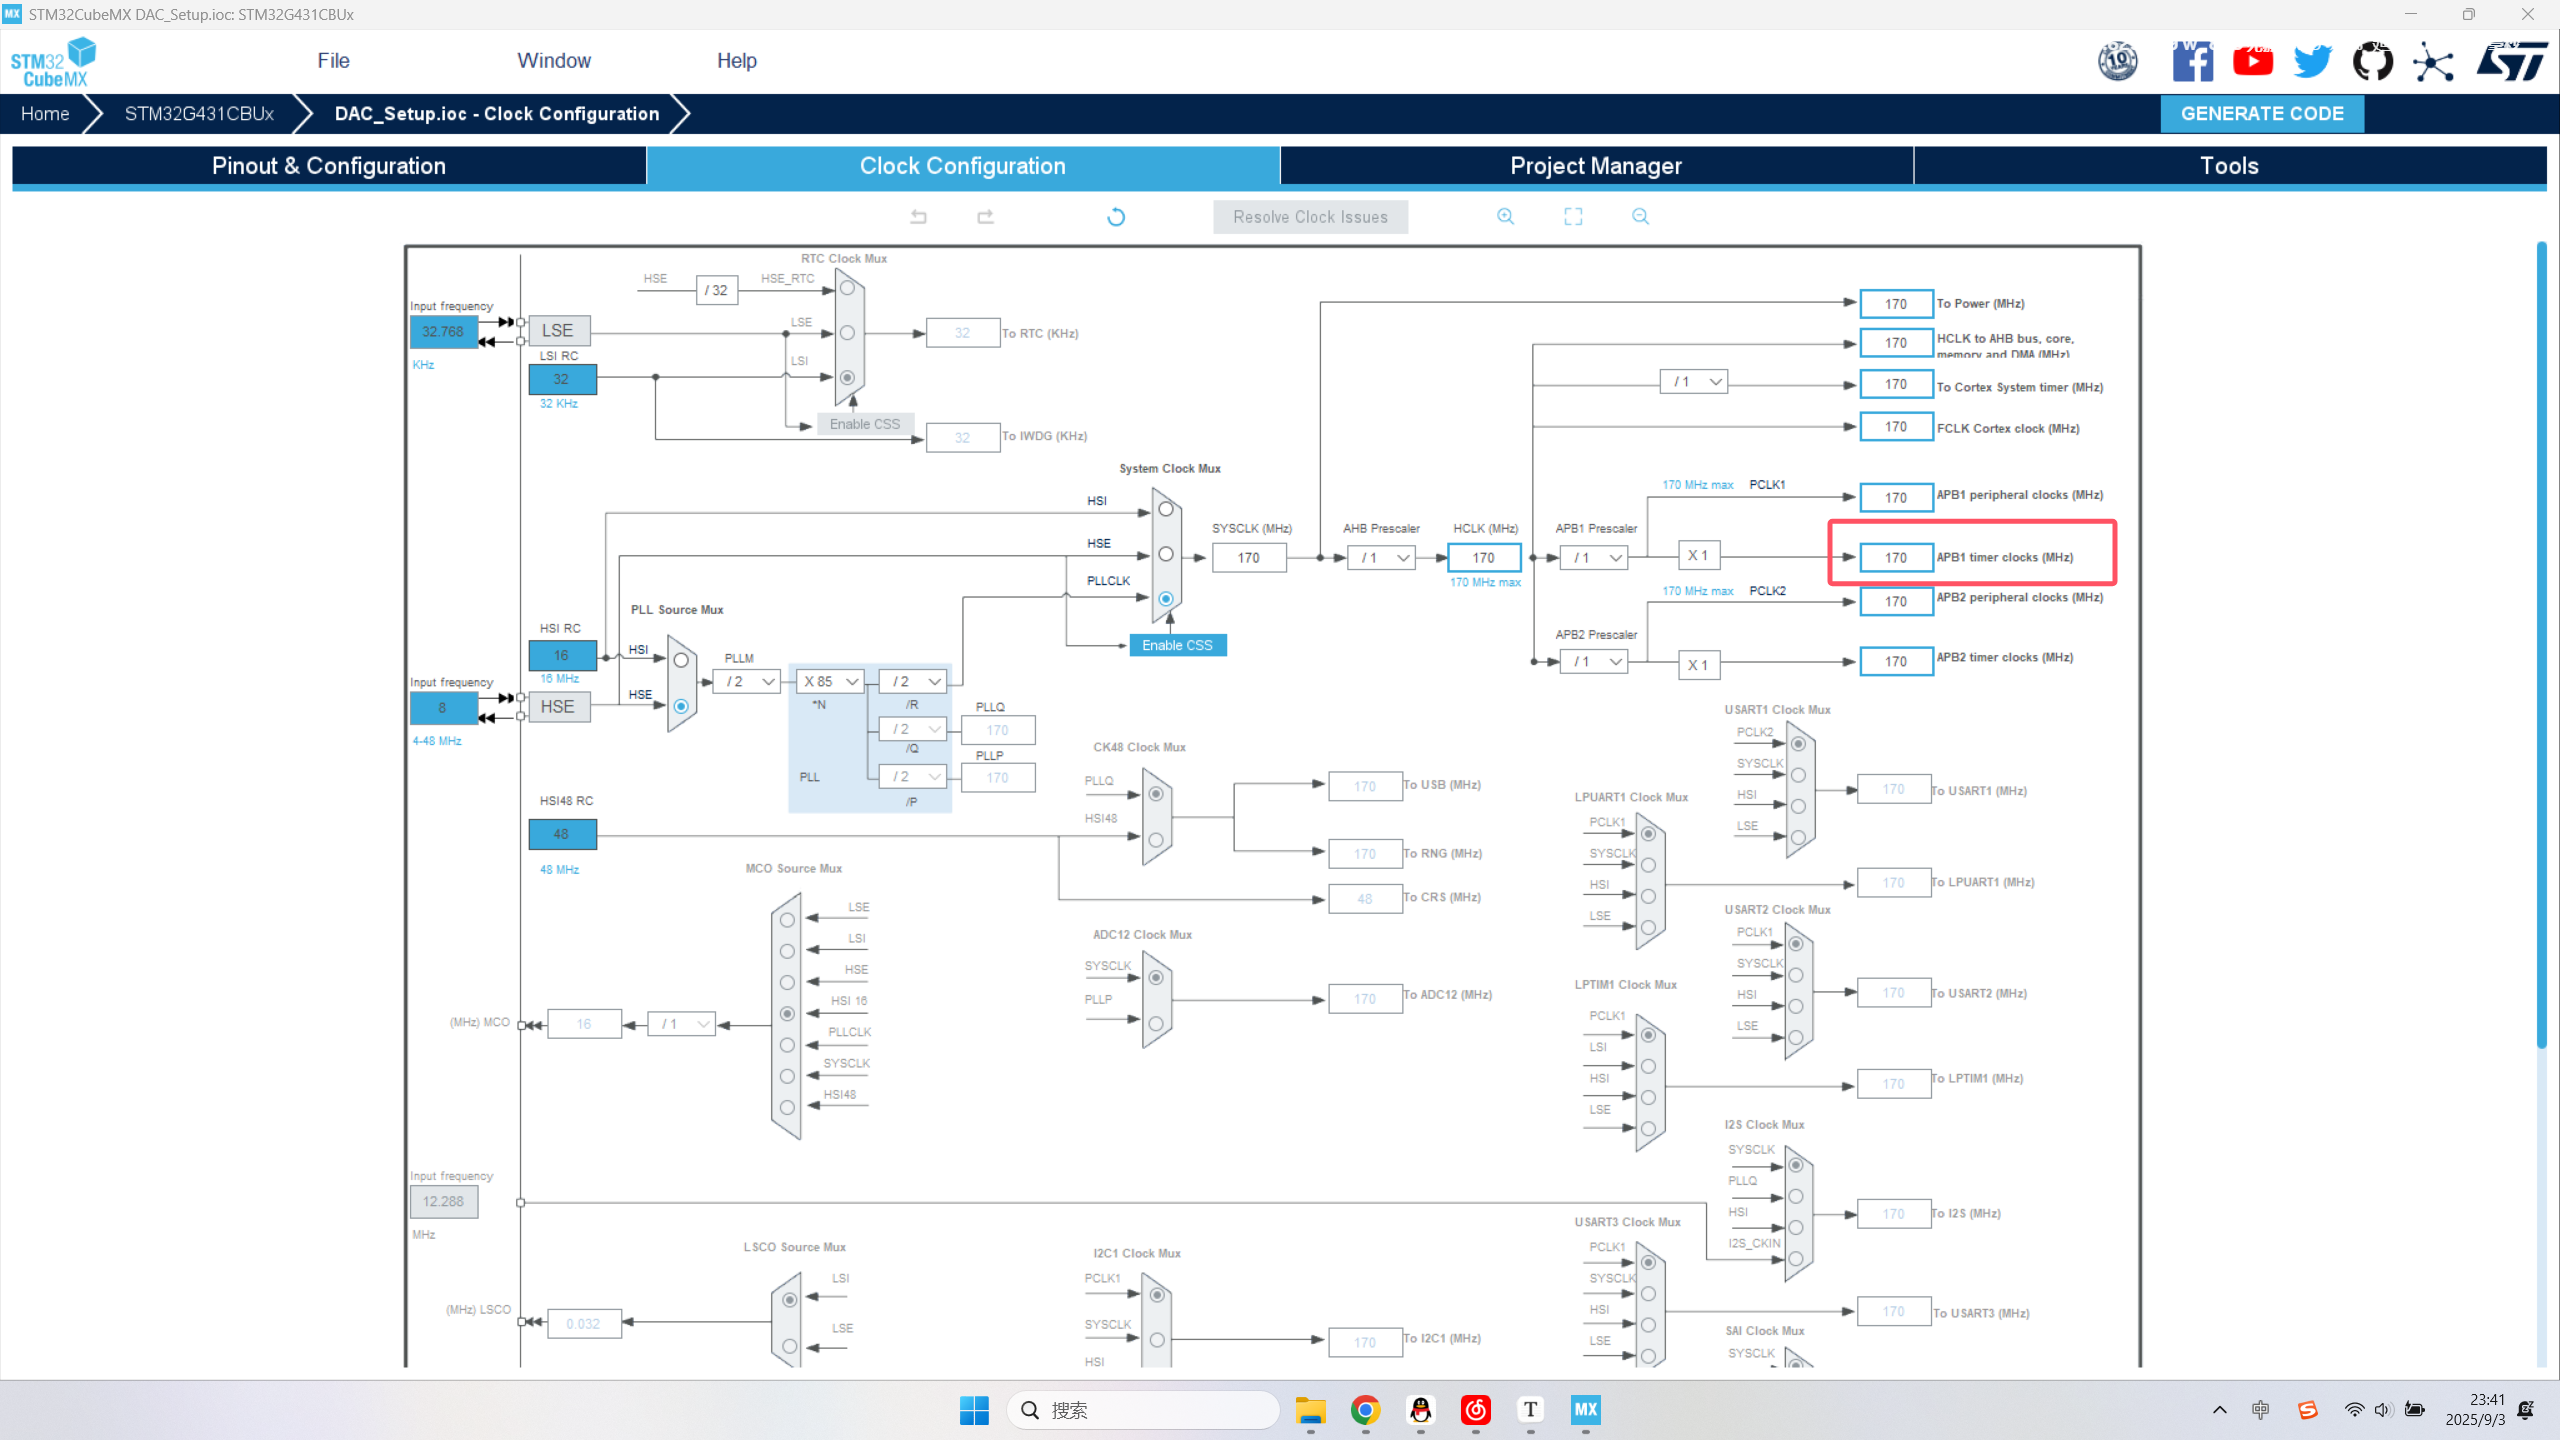 STM32CubeMX DAC_Setup.ioc: STM32G431CBUx
STM32 CubeMX
File Window Help
Home STM32G431CBUx DAC_Setup.ioc - Clock Configuration GENERATE CODE
Pinout & Configuration Clock Configuration Project Manager Tools
Resolve Clock Issues
RTC Clock Mux
HSE / 32 HSE_RTC
Input frequency
32.768
KHz
LSE
LSE
LSI RC
32
32 KHz
LSI
32 To RTC (KHz)
Enable CSS
32 To IWDG (KHz)
170 To Power (MHz)
170 HCLK to AHB bus, core,
memory and DMA (MHz)
/ 1 170 To Cortex System timer (MHz)
170 FCLK Cortex clock (MHz)
System Clock Mux
HSI
HSE
PLLCLK
Enable CSS
SYSCLK (MHz)
170
AHB Prescaler
/ 1
HCLK (MHz)
170
170 MHz max
APB1 Prescaler
/ 1
170 MHz max PCLK1
170 APB1 peripheral clocks (MHz)
X 1
170 APB1 timer clocks (MHz)
170 MHz max PCLK2
170 APB2 peripheral clocks (MHz)
APB2 Prescaler
/ 1
X 1
170 APB2 timer clocks (MHz)
PLL Source Mux
HSI RC
16
16 MHz
HSI
Input frequency
8
4-48 MHz
HSE
HSE
PLLM
/ 2
X 85
*N
/ 2
/R
PLLQ
/ 2 170
/Q
PLLP
/ 2 170
/P
PLL
HSI48 RC
48
48 MHz
CK48 Clock Mux
PLLQ
HSI48
170 To USB (MHz)
170 To RNG (MHz)
48 To CRS (MHz)
MCO Source Mux
LSE
LSI
HSE
HSI 16
PLLCLK
SYSCLK
HSI48
(MHz) MCO 16 / 1
ADC12 Clock Mux
SYSCLK
PLLP
170 To ADC12 (MHz)
USART1 Clock Mux
PCLK2
SYSCLK
HSI
LSE
170 To USART1 (MHz)
LPUART1 Clock Mux
PCLK1
SYSCLK
HSI
LSE
170 To LPUART1 (MHz)
USART2 Clock Mux
PCLK1
SYSCLK
HSI
LSE
170 To USART2 (MHz)
LPTIM1 Clock Mux
PCLK1
LSI
HSI
LSE
170 To LPTIM1 (MHz)
I2S Clock Mux
SYSCLK
PLLQ
HSI
I2S_CKIN
170 To I2S (MHz)
Input frequency
12.288
MHz
LSCO Source Mux
LSI
LSE
(MHz) LSCO 0.032
I2C1 Clock Mux
PCLK1
SYSCLK
HSI
170 To I2C1 (MHz)
USART3 Clock Mux
PCLK1
SYSCLK
HSI
LSE
170 To USART3 (MHz)
SAI Clock Mux
SYSCLK
搜索
中
23:41
2025/9/3